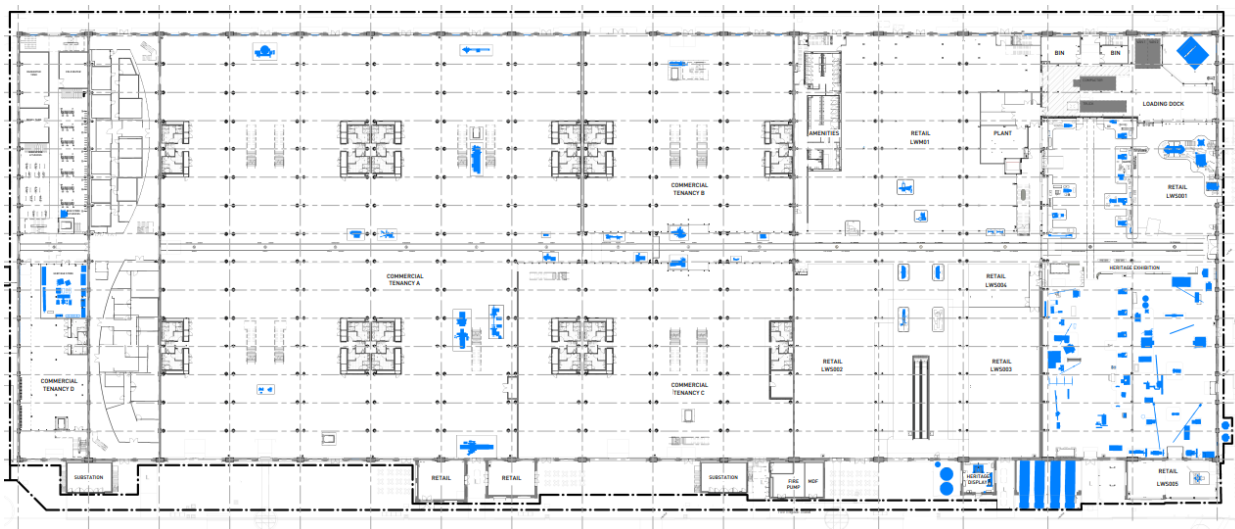 BIN
BIN
LOADING DOCK
AMENITIES
RETAIL
LWM01
PLANT
COMMERCIAL
TENANCY B
RETAIL
LWS001
COMMERCIAL
TENANCY A
HERITAGE EXHIBITION
RETAIL
LWS004
COMMERCIAL
TENANCY D
COMMERCIAL
TENANCY C
RETAIL
LWS002
RETAIL
LWS003
SUBSTATION
RETAIL
RETAIL
SUBSTATION
FIRE
PUMP
MDF
HERITAGE
DISPLAY
RETAIL
LWS005